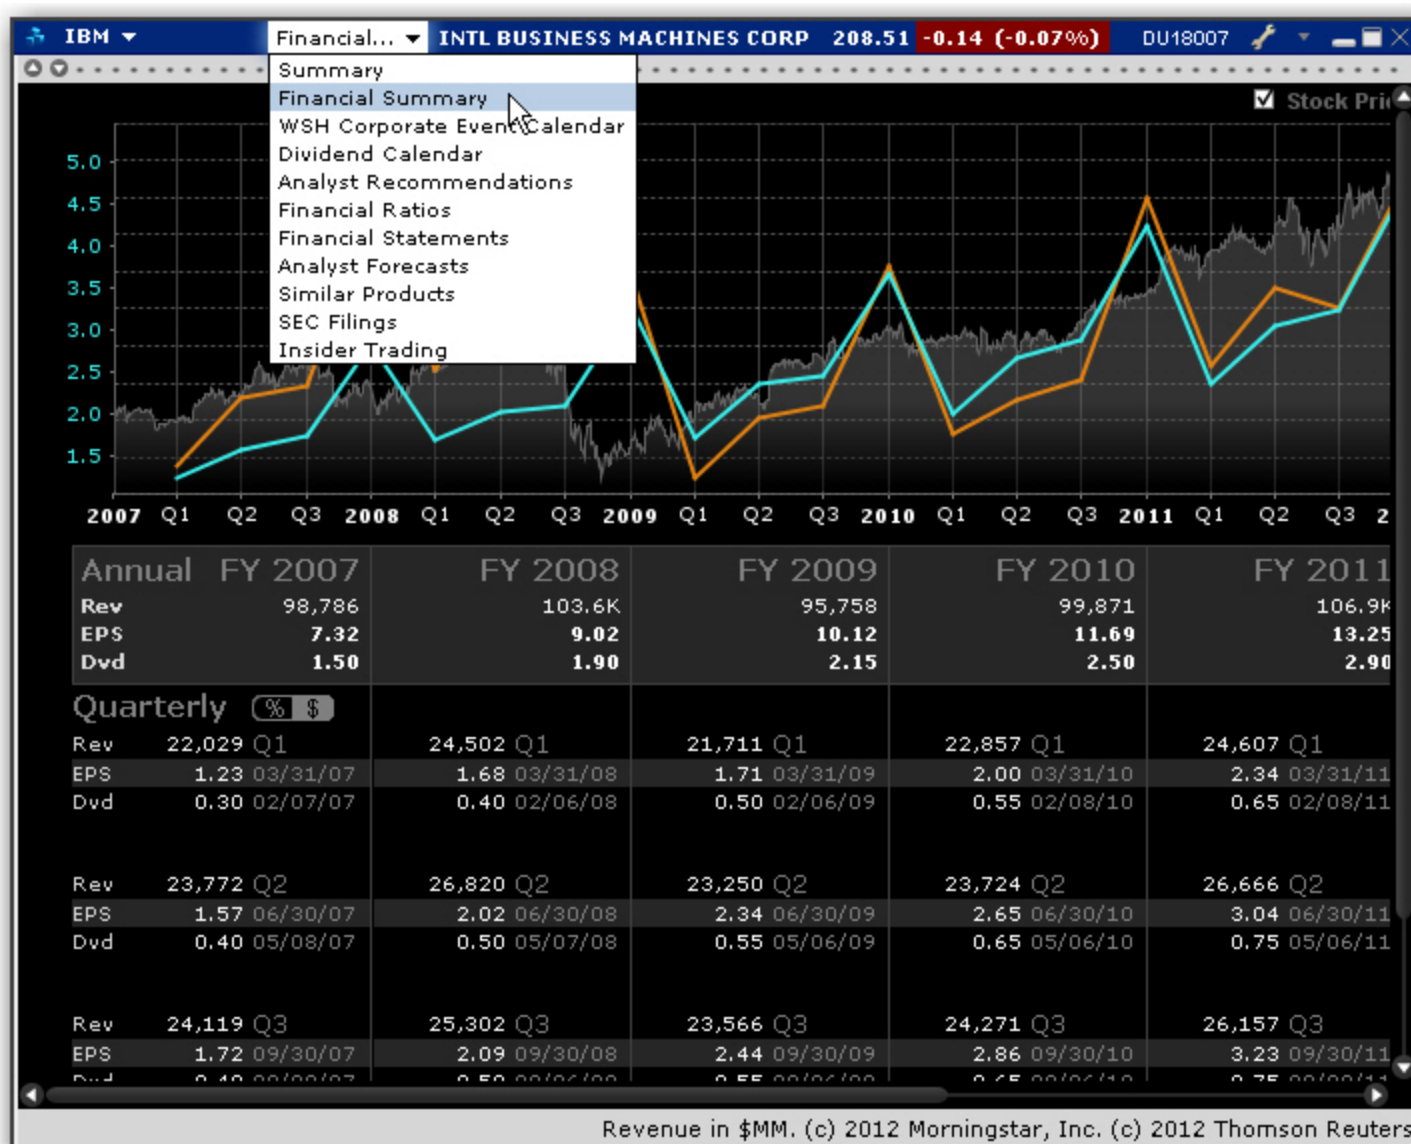 IBM Financial... INTL BUSINESS MACHINES CORP 208.51 -0.14 (-0.07%) DU18007
Summary
Financial Summary
WSH Corporate Event Calendar
Dividend Calendar
Analyst Recommendations
Financial Ratios
Financial Statements
Analyst Forecasts
Similar Products
SEC Filings
Insider Trading
Stock
5.0
4.5
4.0
3.5
3.0
2.5
2.0
1.5
2007 Q1 Q2 Q3 2008 Q1 Q2 Q3 2009 Q1 Q2 Q3 2010 Q1 Q2 Q3 2011 Q1 Q2 Q3 2
Annual FY 2007 FY 2008 FY 2009 FY 2010 FY 2011
Rev 98,786 103.6K 95,758 99,871 106.9K
EPS 7.32 9.02 10.12 11.69 13.25
Dvd 1.50 1.90 2.15 2.50 2.90
Quarterly % $
Rev 22,029 Q1 24,502 Q1 21,711 Q1 22,857 Q1 24,607 Q1
EPS 1.23 03/31/07 1.68 03/31/08 1.71 03/31/09 2.00 03/31/10 2.34 03/31/11
Dvd 0.30 02/07/07 0.40 02/06/08 0.50 02/06/09 0.55 02/08/10 0.65 02/08/11
Rev 23,772 Q2 26,820 Q2 23,250 Q2 23,724 Q2 26,666 Q2
EPS 1.57 06/30/07 2.02 06/30/08 2.34 06/30/09 2.65 06/30/10 3.04 06/30/11
Dvd 0.40 05/08/07 0.50 05/07/08 0.55 05/06/09 0.65 05/06/10 0.75 05/06/11
Rev 24,119 Q3 25,302 Q3 23,566 Q3 24,271 Q3 26,157 Q3
EPS 1.72 09/30/07 2.09 09/30/08 2.44 09/30/09 2.86 09/30/10 3.23 09/30/11
Revenue in $MM. (c) 2012 Morningstar, Inc. (c) 2012 Thomson Reuters